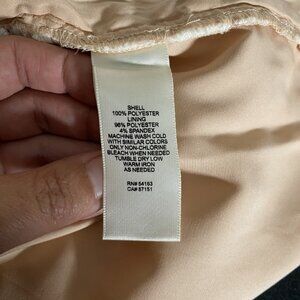 SHELL
100% POLYESTER
LINING
96% POLYESTER
4% SPANDEX
MACHINE WASH COLD
WITH SIMILAR COLORS
ONLY NON-CHLORINE
BLEACH WHEN NEEDED
TUMBLE DRY LOW
WARM IRON
AS NEEDED
RN# 54163
CA# 57151